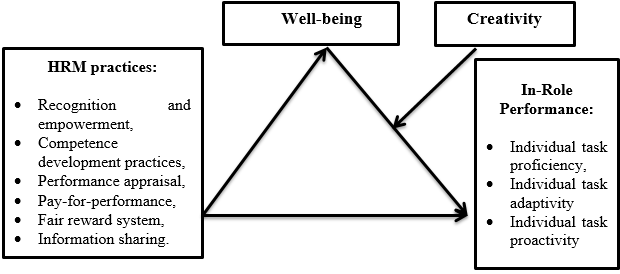 Well-being
Creativity
HRM practices:
• Recognition and
empowerment,
• Competence
development practices,
• Performance appraisal,
• Pay-for-performance,
• Fair reward system,
• Information sharing.
In-Role
Performance:
• Individual task
proficiency,
• Individual task
adaptivity
• Individual task
proactivity